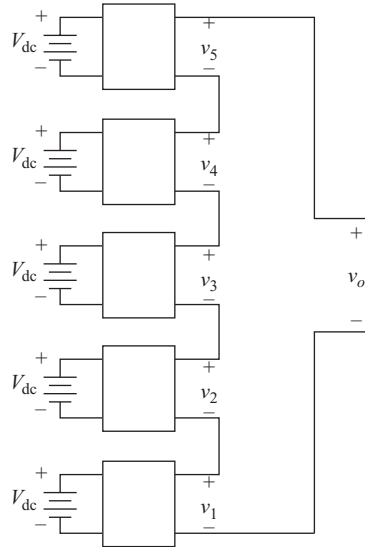 + +
V_dc v_5
− −
+ +
V_dc v_4
− −
+
v_o
−
+ +
V_dc v_3
− −
+ +
V_dc v_2
− −
+ +
V_dc v_1
− −